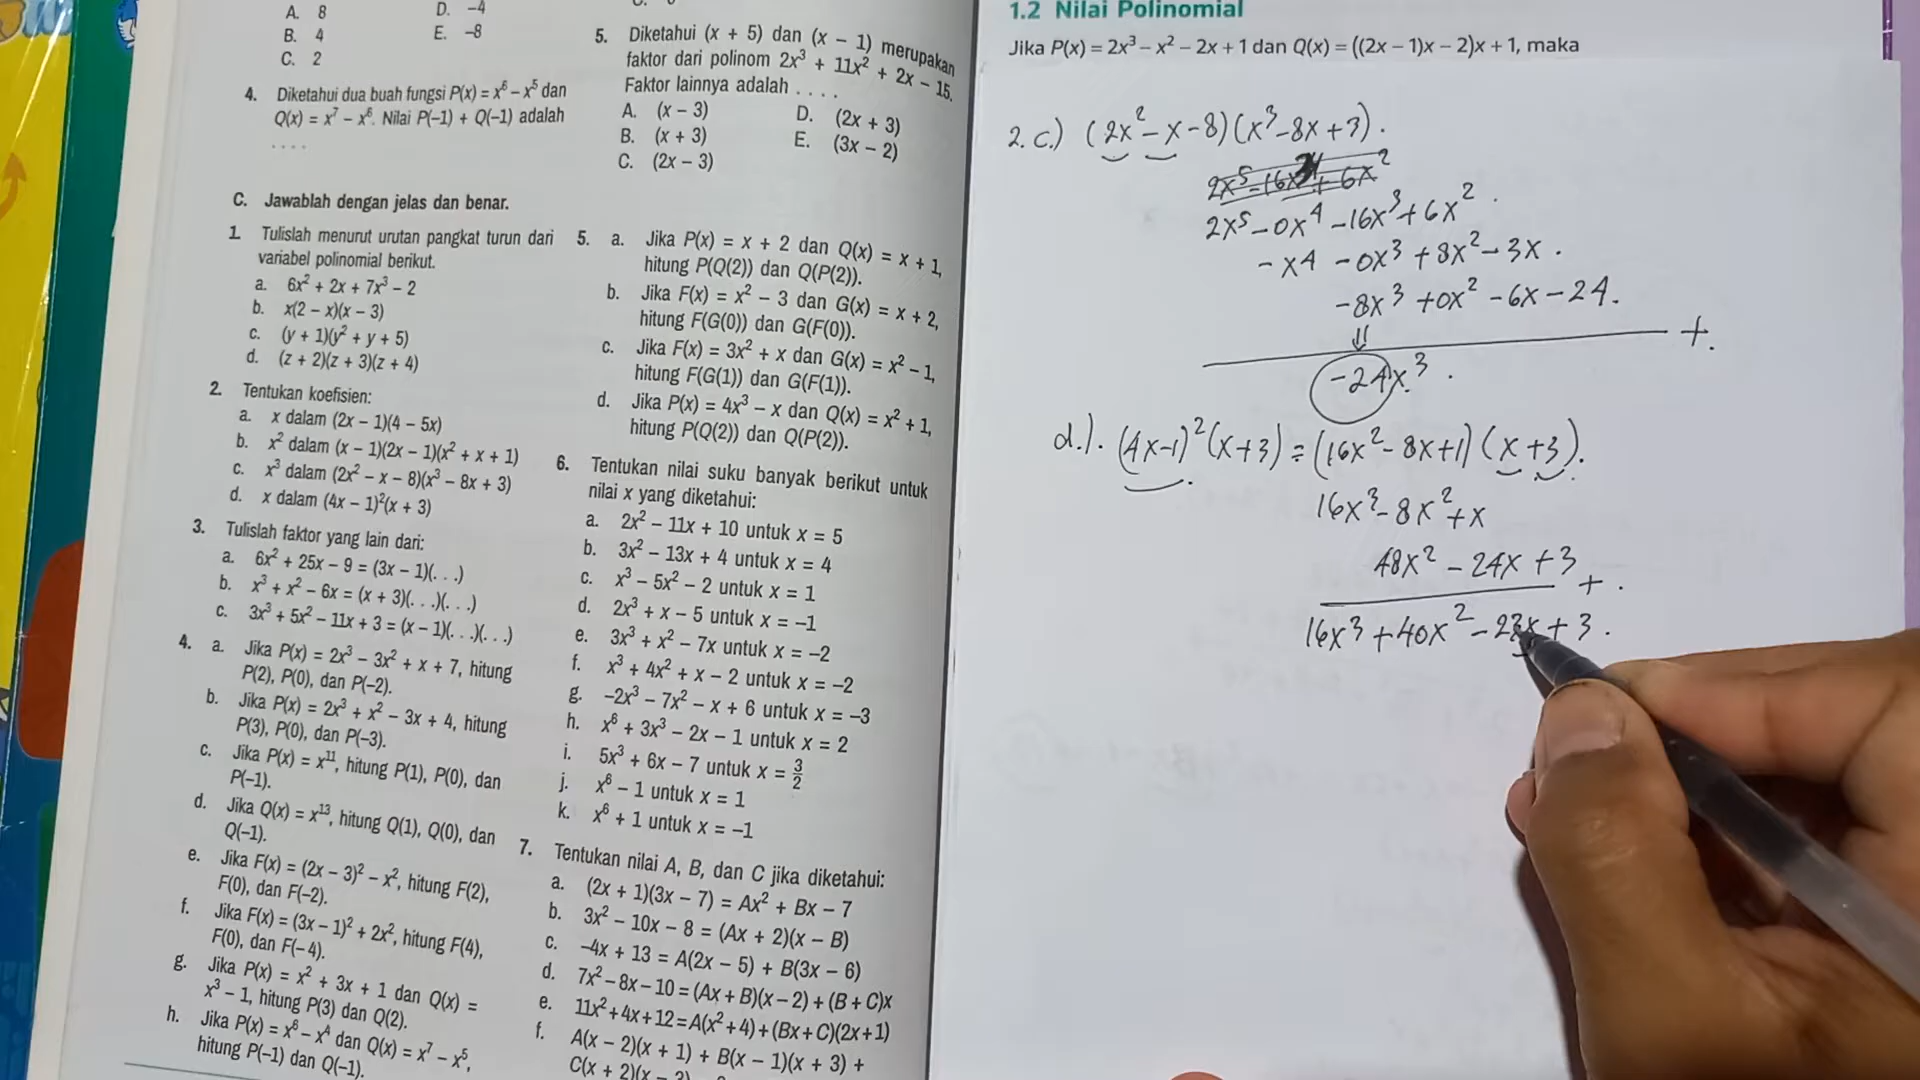 A. 8
B. 4
C. 2
D. –4
E. –8
4. Diketahui dua buah fungsi P(x) = x⁶ – x⁵ dan
Q(x) = x⁷ – x⁶. Nilai P(–1) + Q(–1) adalah
. . . .
C. Jawablah dengan jelas dan benar.
1. Tulislah menurut urutan pangkat turun dari
variabel polinomial berikut.
a. 6x² + 2x + 7x³ – 2
b. x(2 – x)(x – 3)
c. (y + 1)(y² + y + 5)
d. (z + 2)(z + 3)(z + 4)
2. Tentukan koefisien:
a. x dalam (2x – 1)(4 – 5x)
b. x² dalam (x – 1)(2x – 1)(x² + x + 1)
c. x³ dalam (2x² – x – 8)(x³ – 8x + 3)
d. x dalam (4x – 1)²(x + 3)
3. Tulislah faktor yang lain dari:
a. 6x² + 25x – 9 = (3x – 1)(. . .)
b. x³ + x² – 6x = (x + 3)(. . .)(. . .)
c. 3x³ + 5x² – 11x + 3 = (x – 1)(. . .)(. . .)
4. a. Jika P(x) = 2x³ – 3x² + x + 7, hitung
P(2), P(0), dan P(–2).
b. Jika P(x) = 2x³ + x² – 3x + 4, hitung
P(3), P(0), dan P(–3).
c. Jika P(x) = x¹¹, hitung P(1), P(0), dan
P(–1).
d. Jika Q(x) = x¹³, hitung Q(1), Q(0), dan
Q(–1).
e. Jika F(x) = (2x – 3)² – x², hitung F(2),
F(0), dan F(–2).
f. Jika F(x) = (3x – 1)² + 2x², hitung F(4),
F(0), dan F(– 4).
g. Jika P(x) = x² + 3x + 1 dan Q(x) =
x³ – 1, hitung P(3) dan Q(2).
h. Jika P(x) = x⁶ – x⁴ dan Q(x) = x⁷ – x⁵,
hitung P(–1) dan Q(–1).
5. Diketahui (x + 5) dan (x – 1) merupakan
faktor dari polinom 2x³ + 11x² + 2x – 15.
Faktor lainnya adalah . . . .
A. (x – 3)
B. (x + 3)
C. (2x – 3)
D. (2x + 3)
E. (3x – 2)
5. a. Jika P(x) = x + 2 dan Q(x) = x + 1,
hitung P(Q(2)) dan Q(P(2)).
b. Jika F(x) = x² – 3 dan G(x) = x + 2,
hitung F(G(0)) dan G(F(0)).
c. Jika F(x) = 3x² + x dan G(x) = x² – 1,
hitung F(G(1)) dan G(F(1)).
d. Jika P(x) = 4x³ – x dan Q(x) = x² + 1,
hitung P(Q(2)) dan Q(P(2)).
6. Tentukan nilai suku banyak berikut untuk
nilai x yang diketahui:
a. 2x² – 11x + 10 untuk x = 5
b. 3x² – 13x + 4 untuk x = 4
c. x³ – 5x² – 2 untuk x = 1
d. 2x³ + x – 5 untuk x = –1
e. 3x³ + x² – 7x untuk x = –2
f. x³ + 4x² + x – 2 untuk x = –2
g. –2x³ – 7x² – x + 6 untuk x = –3
h. x⁶ + 3x³ – 2x – 1 untuk x = 2
i. 5x³ + 6x – 7 untuk x = 3/2
j. x⁶ – 1 untuk x = 1
k. x⁶ + 1 untuk x = –1
7. Tentukan nilai A, B, dan C jika diketahui:
a. (2x + 1)(3x – 7) = Ax² + Bx – 7
b. 3x² – 10x – 8 = (Ax + 2)(x – B)
c. –4x + 13 = A(2x – 5) + B(3x – 6)
d. 7x² – 8x – 10 = (Ax + B)(x – 2) + (B + C)x
e. 11x² + 4x + 12 = A(x² + 4) + (Bx + C)(2x + 1)
f. A(x – 2)(x + 1) + B(x – 1)(x + 3) +
C(x + 2)(x
1.2 Nilai Polinomial
Jika P(x) = 2x³ – x² – 2x + 1 dan Q(x) = ((2x – 1)x – 2)x + 1, maka
2. c.) (2x² – x – 8)(x³ – 8x + 3).
2x⁵ – 0x⁴ – 16x³ + 6x².
– x⁴ – 0x³ + 8x² – 3x.
– 8x³ + 0x² – 6x – 24.
+.
–24x³.
d.). (4x–1)²(x+3) = (16x² – 8x + 1)(x + 3).
16x³ – 8x² + x
48x² – 24x + 3
+.
16x³ + 40x² – 23x + 3.